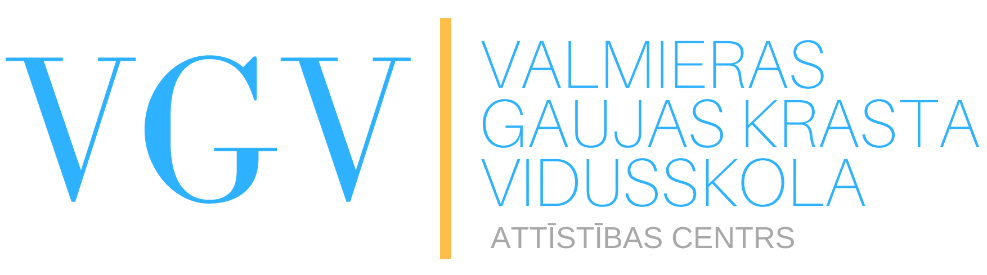 VGV
VALMIERAS
GAUJAS KRASTA
VIDUSSKOLA
ATTĪSTĪBAS CENTRS